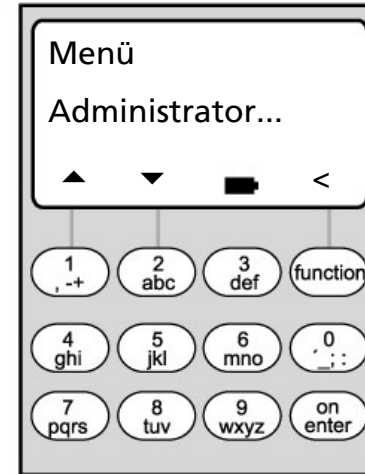 Menü
Administrator...
<
1 2 3 function
, -+ abc def
4 5 6 0
ghi jkl mno ´_; :
7 8 9 on
pqrs tuv wxyz enter